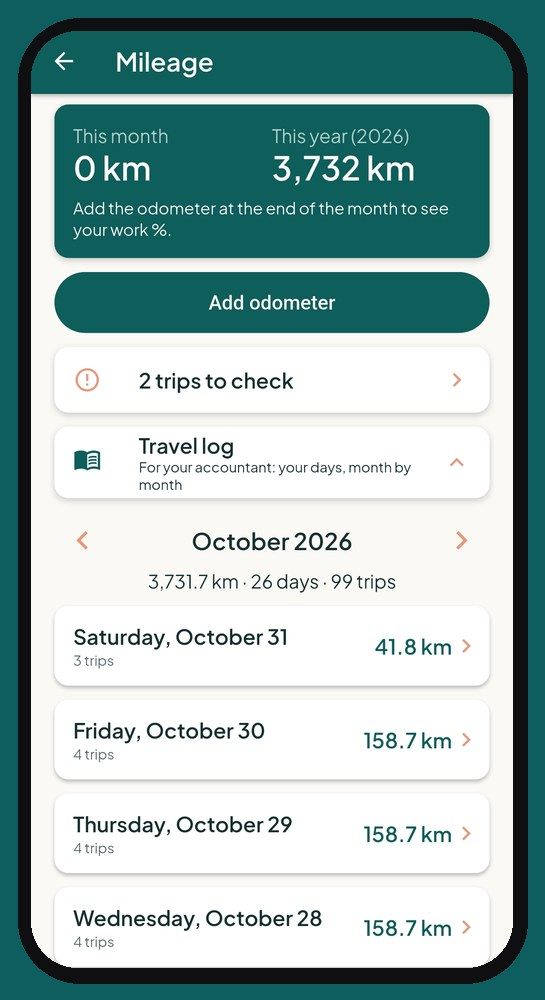 Mileage
This month
0 km
This year (2026)
3,732 km
Add the odometer at the end of the month to see
your work %.
Add odometer
2 trips to check
Travel log
For your accountant: your days, month by
month
October 2026
3,731.7 km · 26 days · 99 trips
Saturday, October 31
3 trips
41.8 km
Friday, October 30
4 trips
158.7 km
Thursday, October 29
4 trips
158.7 km
Wednesday, October 28
4 trips
158.7 km